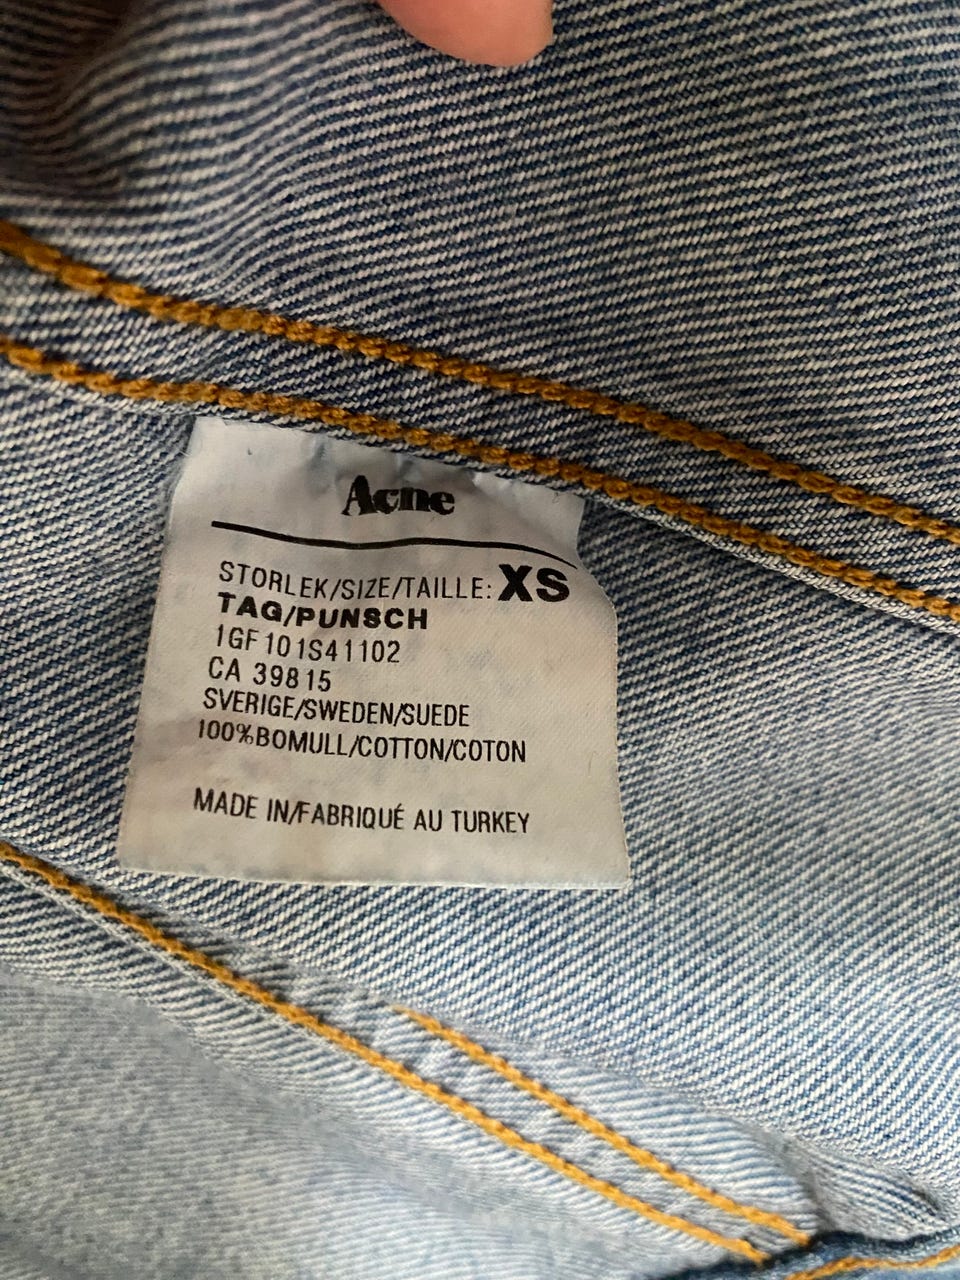 Acne
STORLEK/SIZE/TAILLE: XS
TAG/PUNSCH
1GF101S41102
CA 39815
SVERIGE/SWEDEN/SUEDE
100%BOMULL/COTTON/COTON
MADE IN/FABRIQUÉ AU TURKEY